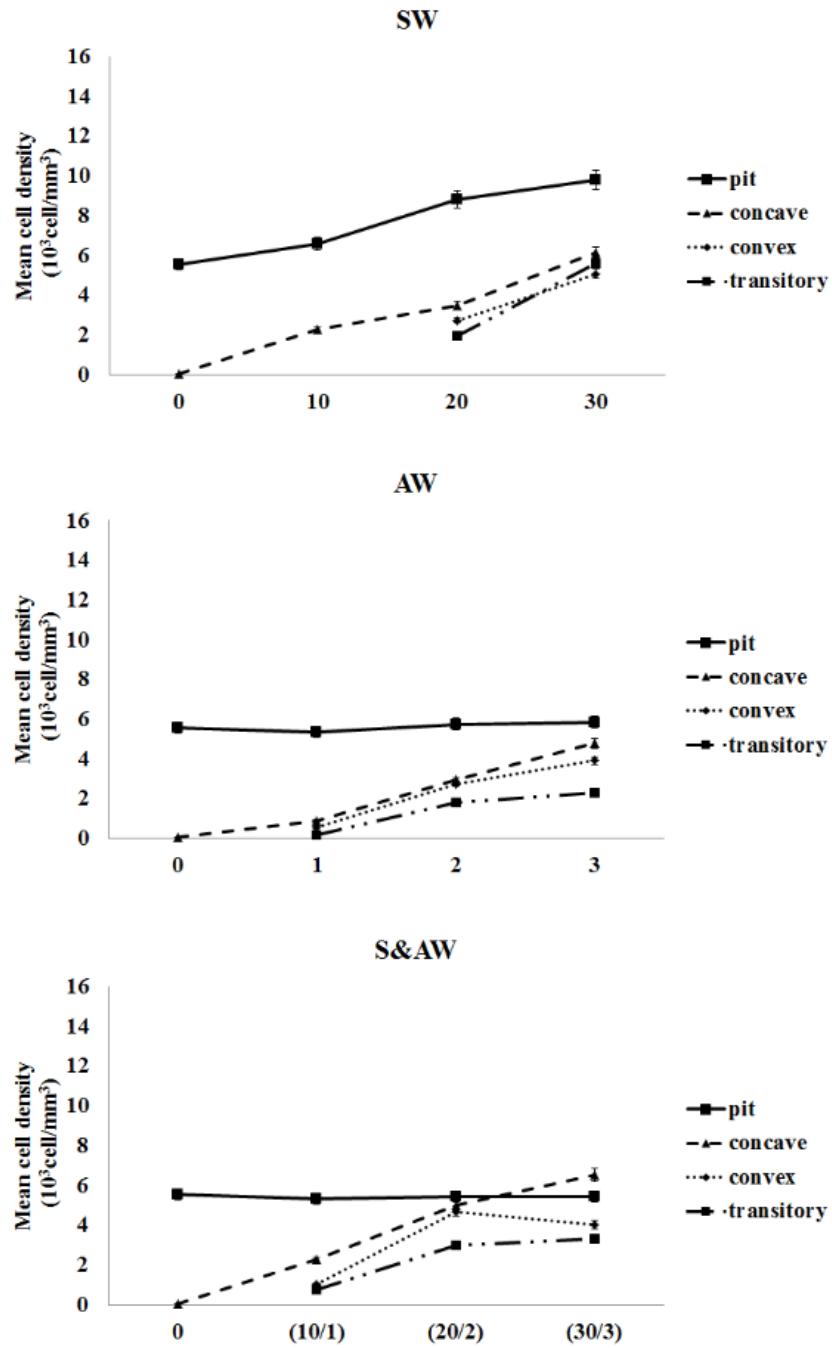 SW
16
14
12
10
8
6
4
2
0
Mean cell density
(10³cell/mm³)
0 10 20 30
pit
concave
convex
transitory
AW
16
14
12
10
8
6
4
2
0
Mean cell density
(10³cell/mm³)
0 1 2 3
pit
concave
convex
transitory
S&AW
16
14
12
10
8
6
4
2
0
Mean cell density
(10³cell/mm³)
0 (10/1) (20/2) (30/3)
pit
concave
convex
transitory